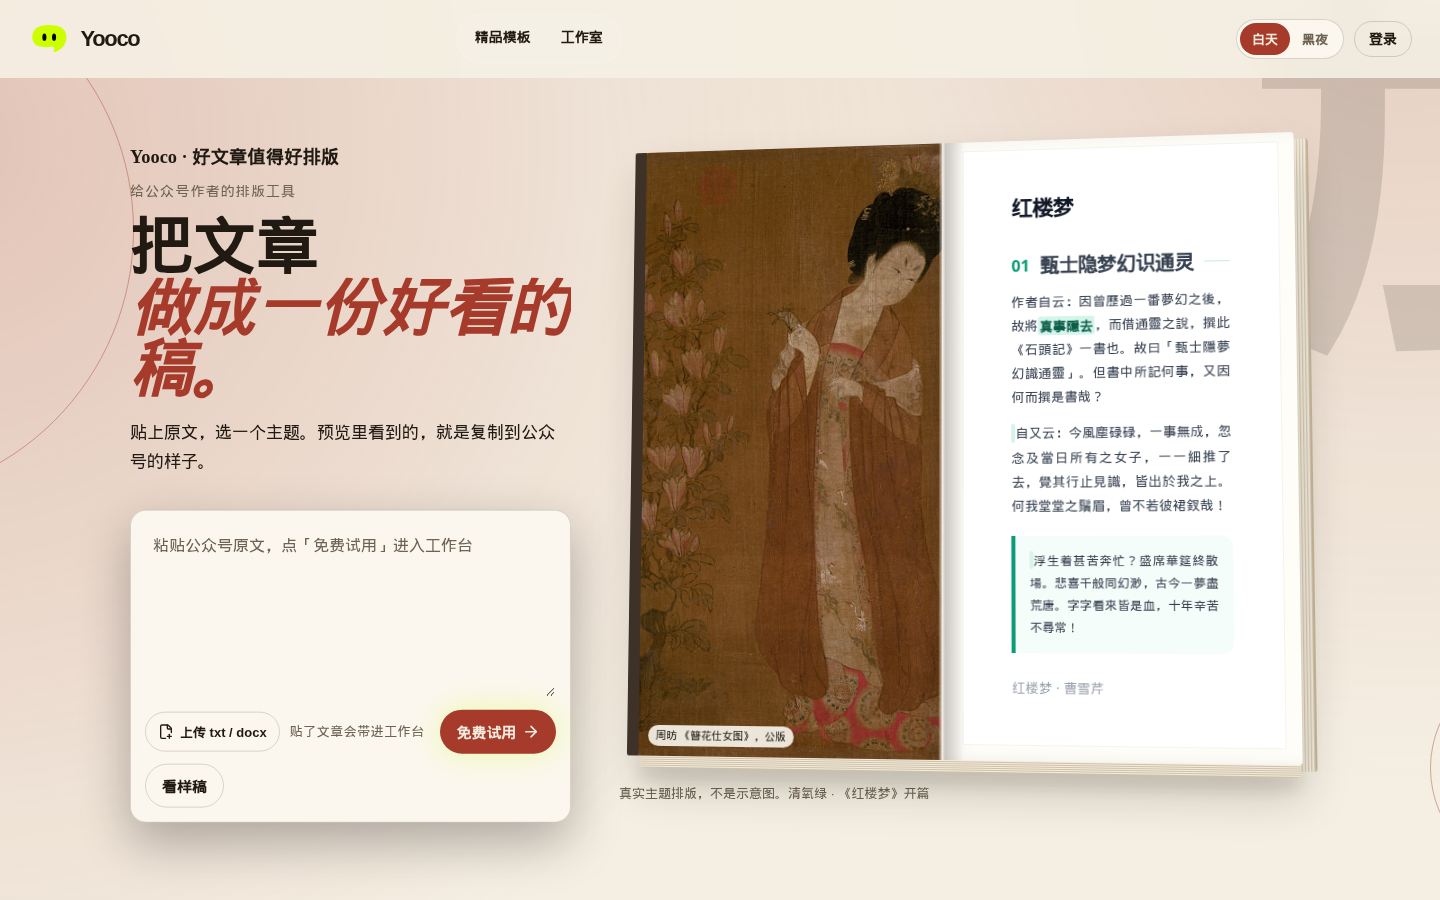 Yooco
精品模板
工作室
白天
黑夜
登录
Yooco · 好文章值得好排版
给公众号作者的排版工具
把文章
做成一份好看的
稿。
贴上原文，选一个主题。预览里看到的，就是复制到公众
号的样子。
粘贴公众号原文，点「免费试用」进入工作台
上传 txt / docx
贴了文章会带进工作台
免费试用
看样稿
周昉《簪花仕女图》，公版
红楼梦
01 甄士隐梦幻识通灵
作者自云：因曾歷過一番夢幻之後，
故將真事隱去，而借通靈之說，撰此
《石頭記》一書也。故曰「甄士隱夢
幻識通靈」。但書中所記何事，又因
何而撰是書哉？
自又云：今風塵碌碌，一事無成，忽
念及當日所有之女子，一一細推了
去，覺其行止見識，皆出於我之上。
何我堂堂之鬚眉，曾不若彼裙釵哉！
浮生着甚苦奔忙？盛席華筵終散
場。悲喜千般同幻渺，古今一夢盡
荒唐。字字看來皆是血，十年辛苦
不尋常！
红楼梦 · 曹雪芹
真实主题排版，不是示意图。清氧绿 · 《红楼梦》开篇